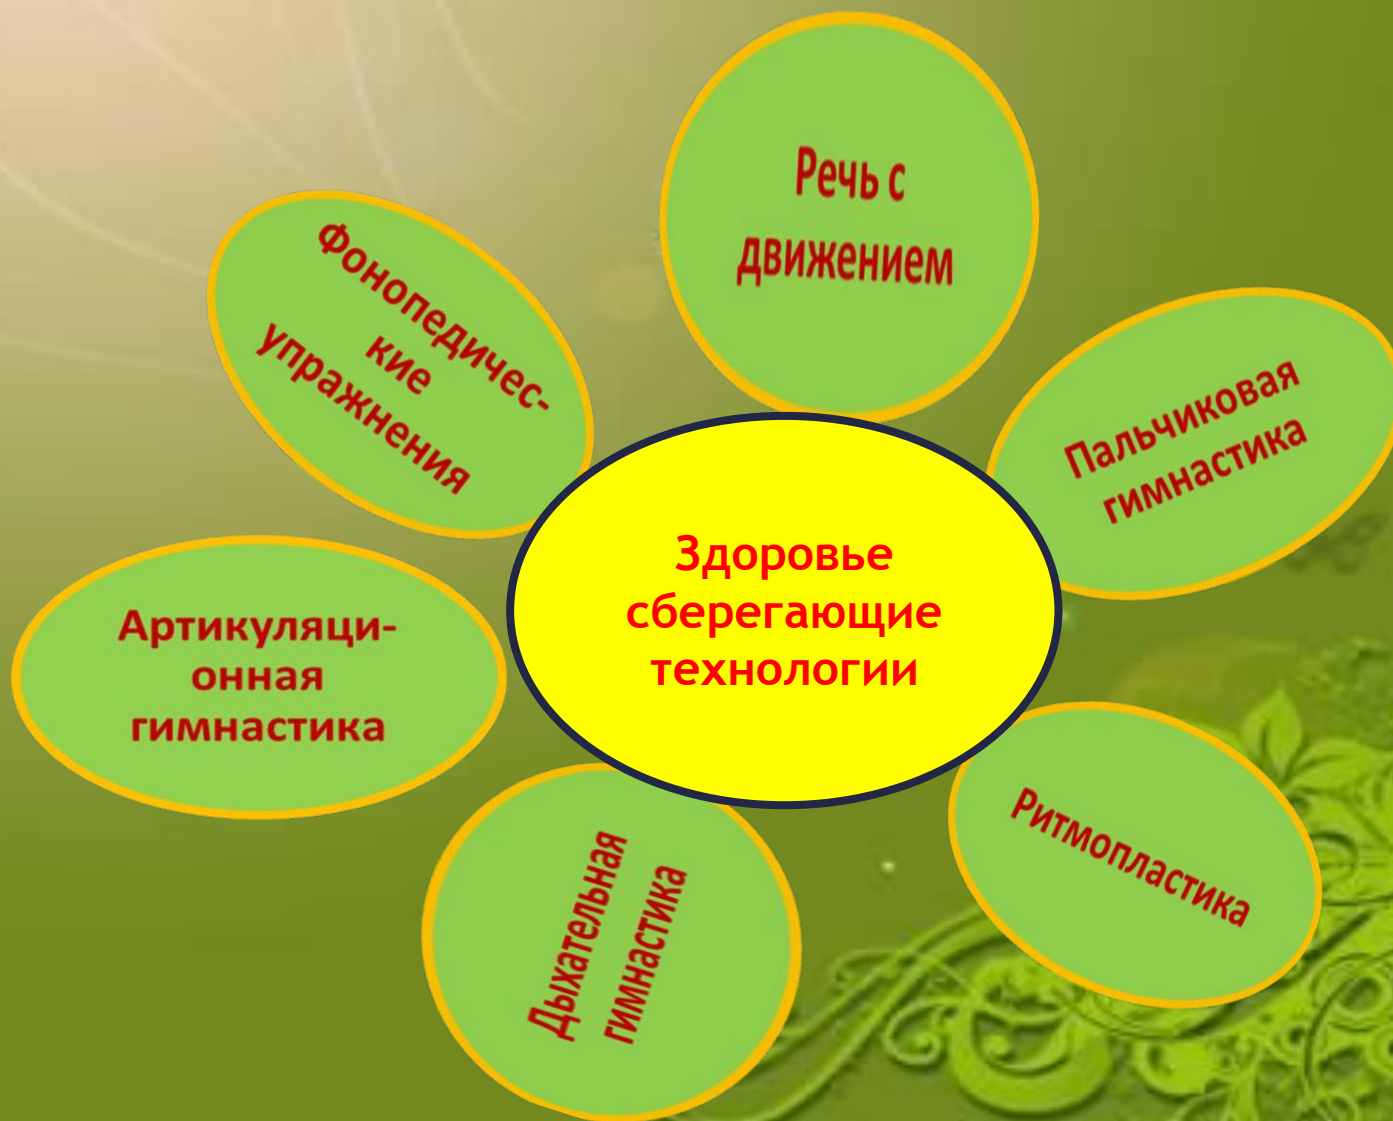 Речь с
движением
Фонопедичес-
кие
упражнения
Пальчиковая
гимнастика
Здоровье
сберегающие
технологии
Артикуляци-
онная
гимнастика
Ритмопластика
Дыхательная
гимнастика